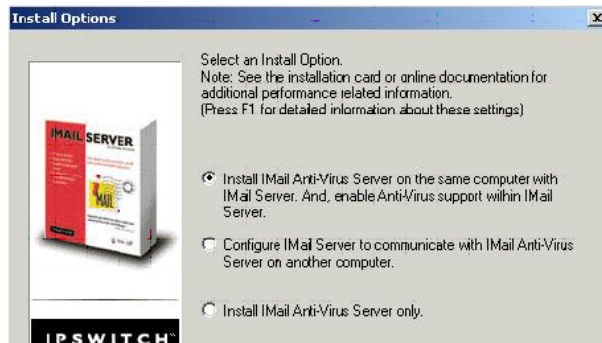 Install Options
Select an Install Option.
Note: See the installation card or online documentation for
additional performance related information.
(Press F1 for detailed information about these settings)
IMAIL SERVER
IMAIL
Install IMail Anti-Virus Server on the same computer with
IMail Server. And, enable Anti-Virus support within IMail
Server.
Configure IMail Server to communicate with IMail Anti-Virus
Server on another computer.
Install IMail Anti-Virus Server only.
IPSWITCH